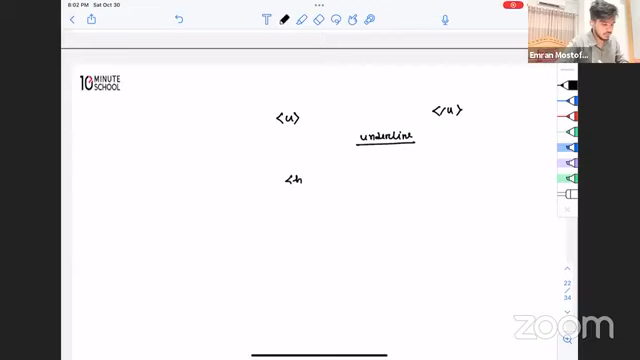 8:02 PM Sat Oct 30
T
Emran Mostof...
10 MINUTE
SCHOOL
<u> </u>
underline
<h
22
/
34
zoom